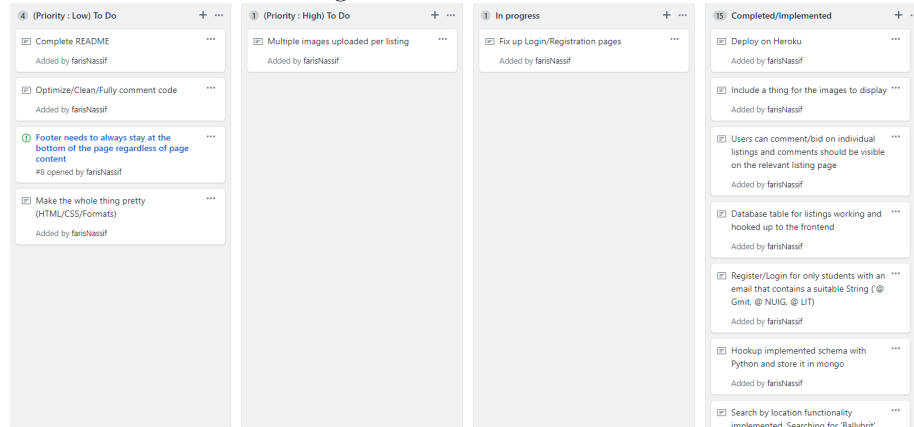 4 (Priority : Low) To Do
Complete README
Added by farisNassif
Optimize/Clean/Fully comment code
Added by farisNassif
Footer needs to always stay at the
bottom of the page regardless of page
content
#8 opened by farisNassif
Make the whole thing pretty
(HTML/CSS/Formats)
Added by farisNassif
1 (Priority : High) To Do
Multiple images uploaded per listing
Added by farisNassif
1 In progress
Fix up Login/Registration pages
Added by farisNassif
15 Completed/Implemented
Deploy on Heroku
Added by farisNassif
Include a thing for the images to display
Added by farisNassif
Users can comment/bid on individual
listings and comments should be visible
on the relevant listing page
Added by farisNassif
Database table for listings working and
hooked up to the frontend
Added by farisNassif
Register/Login for only students with an
email that contains a suitable String ('@
Gmit, @ NUIG, @ LIT)
Added by farisNassif
Hookup implemented schema with
Python and store it in mongo
Added by farisNassif
Search by location functionality
implemented. Searching for 'Ballybrit'